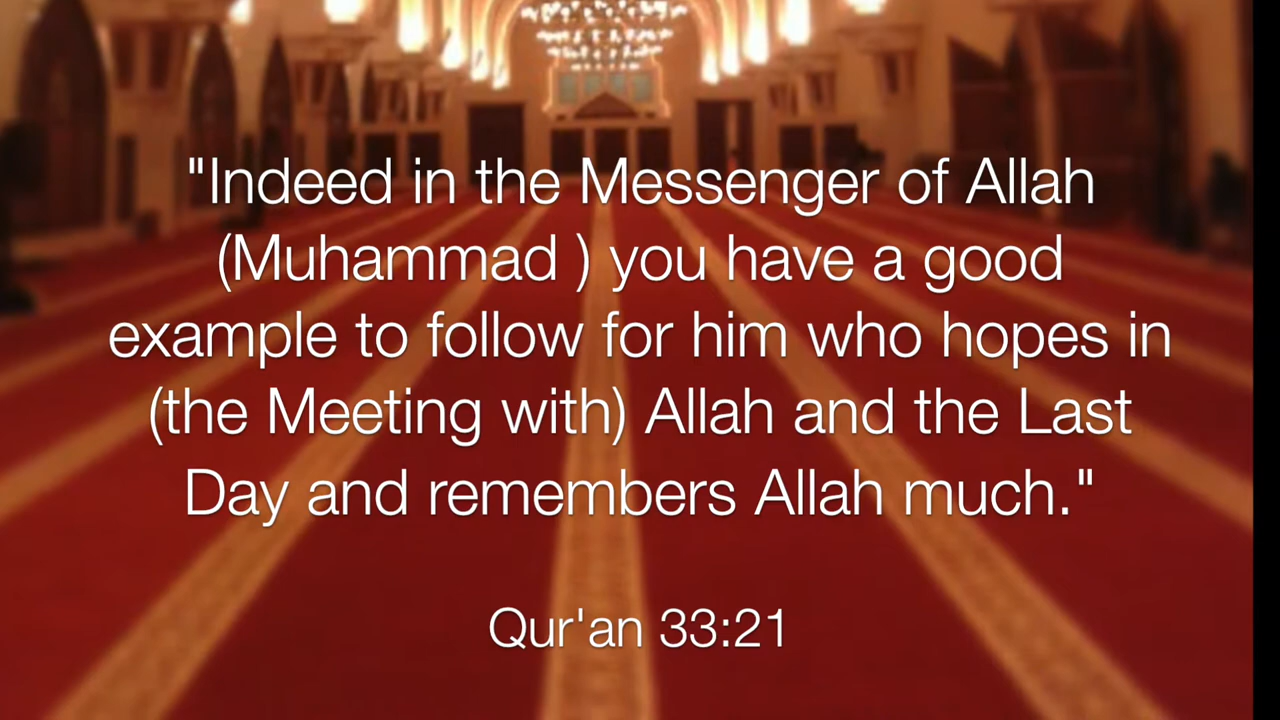 "Indeed in the Messenger of Allah
(Muhammad ) you have a good
example to follow for him who hopes in
(the Meeting with) Allah and the Last
Day and remembers Allah much."
Qur'an 33:21